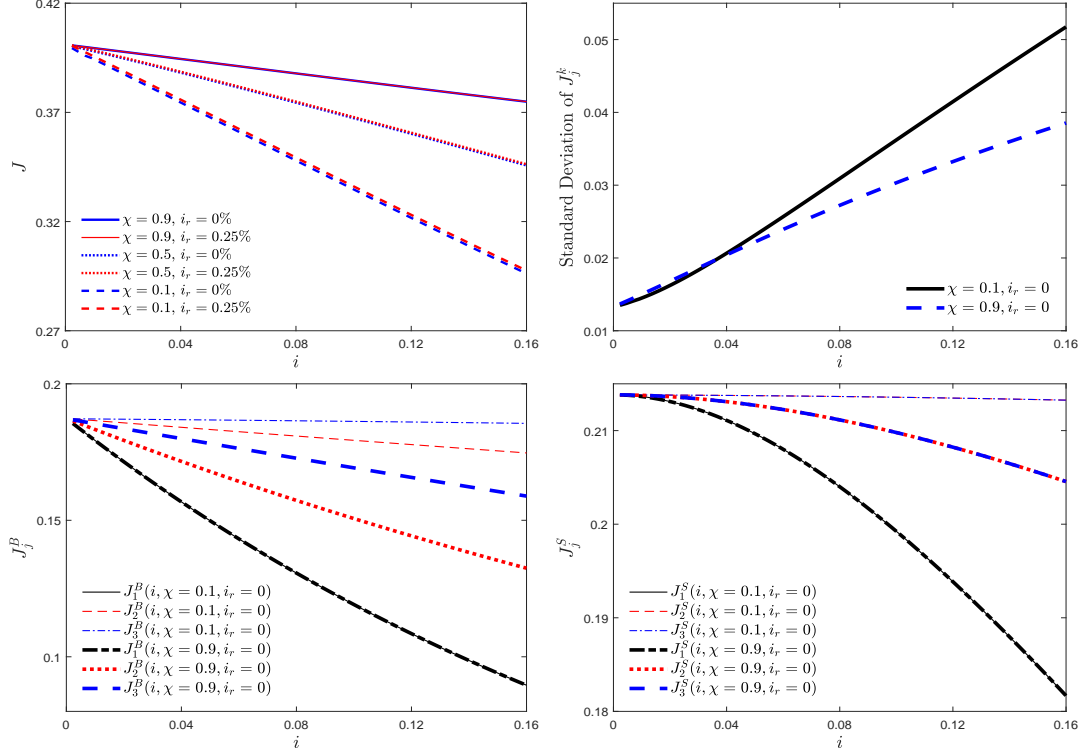 0.42
0.37
0.32
0.27
J
χ = 0.9, i_r = 0%
χ = 0.9, i_r = 0.25%
χ = 0.5, i_r = 0%
χ = 0.5, i_r = 0.25%
χ = 0.1, i_r = 0%
χ = 0.1, i_r = 0.25%
0 0.04 0.08 0.12 0.16
i
0.05
0.04
0.03
0.02
0.01
Standard Deviation of J_j^k
χ = 0.1, i_r = 0
χ = 0.9, i_r = 0
0 0.04 0.08 0.12 0.16
i
0.2
0.15
0.1
J_j^B
J_1^B(i, χ = 0.1, i_r = 0)
J_2^B(i, χ = 0.1, i_r = 0)
J_3^B(i, χ = 0.1, i_r = 0)
J_1^B(i, χ = 0.9, i_r = 0)
J_2^B(i, χ = 0.9, i_r = 0)
J_3^B(i, χ = 0.9, i_r = 0)
0 0.04 0.08 0.12 0.16
i
0.21
0.2
0.19
0.18
J_j^S
J_1^S(i, χ = 0.1, i_r = 0)
J_2^S(i, χ = 0.1, i_r = 0)
J_3^S(i, χ = 0.1, i_r = 0)
J_1^S(i, χ = 0.9, i_r = 0)
J_2^S(i, χ = 0.9, i_r = 0)
J_3^S(i, χ = 0.9, i_r = 0)
0 0.04 0.08 0.12 0.16
i